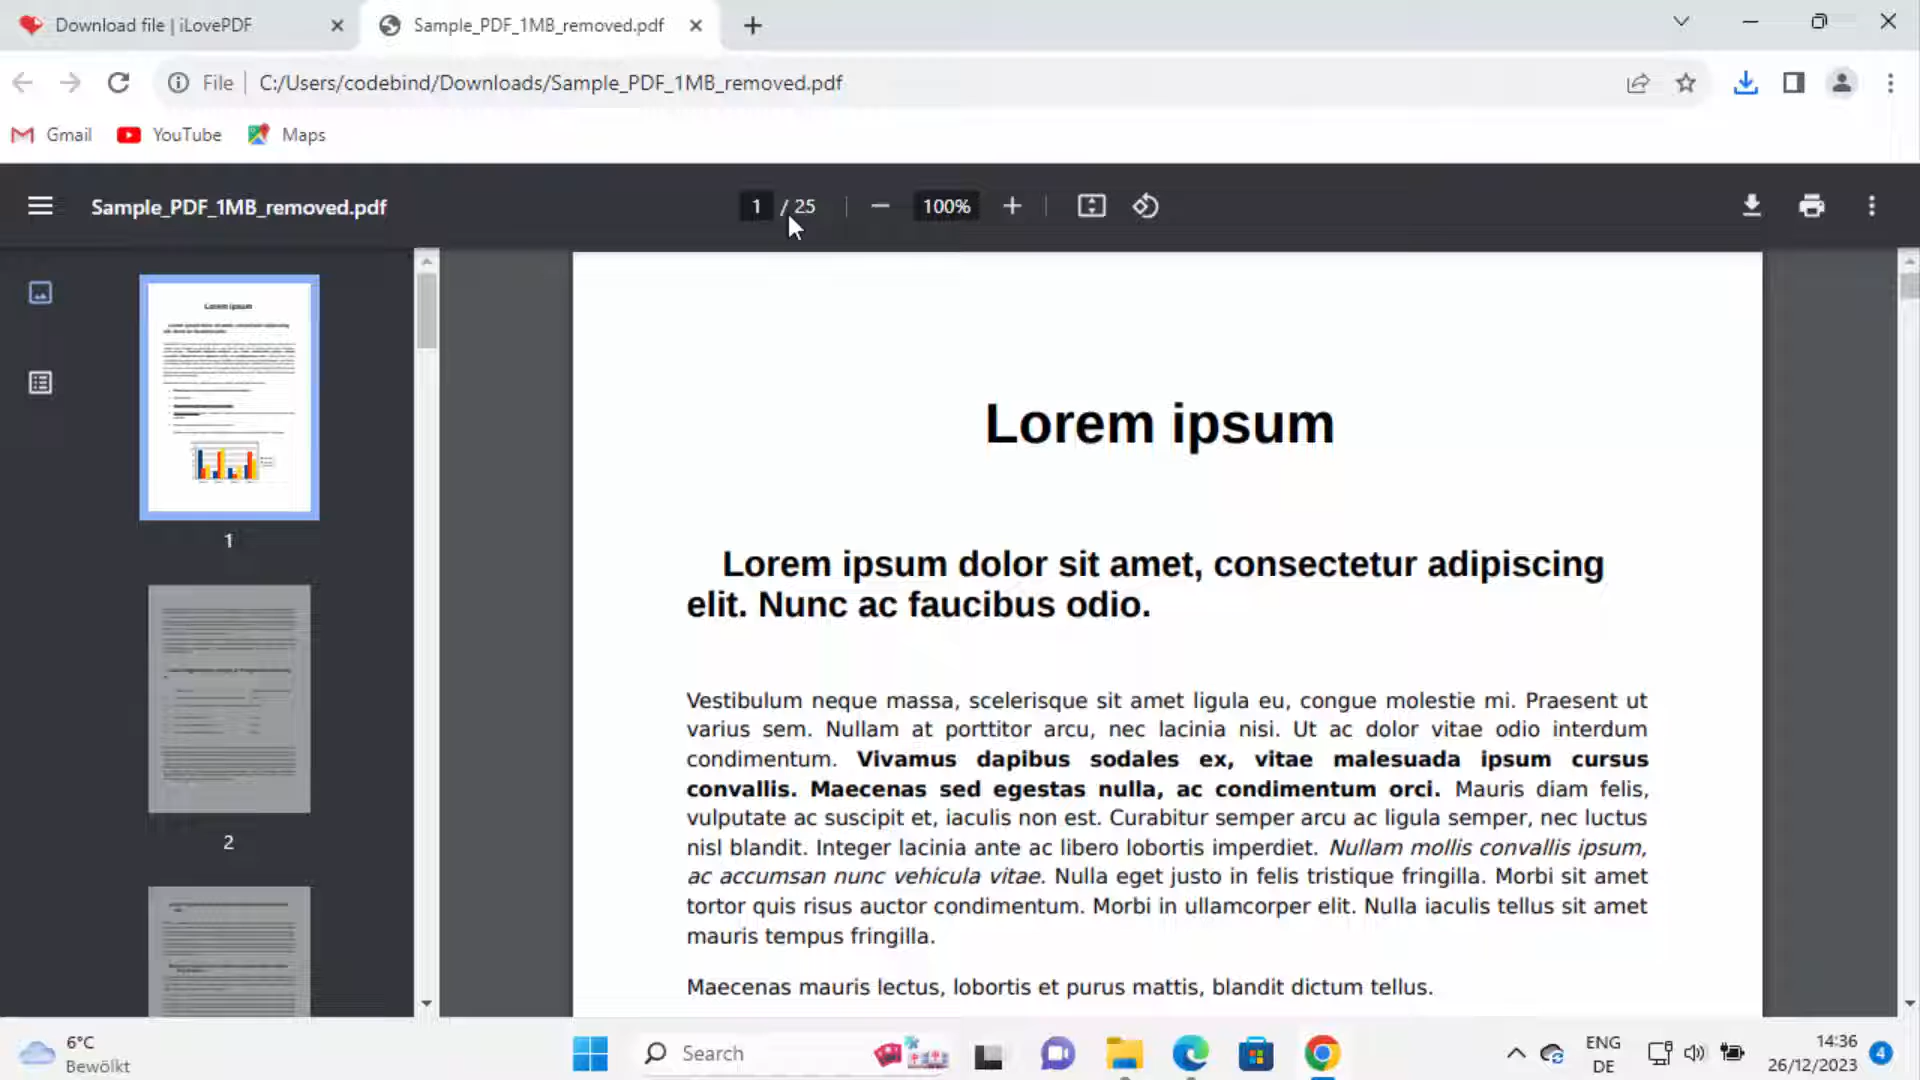 Download file | iLovePDF
Sample_PDF_1MB_removed.pdf
File
C:/Users/codebind/Downloads/Sample_PDF_1MB_removed.pdf
Gmail
YouTube
Maps
Sample_PDF_1MB_removed.pdf
1 / 25
100%
1
2
Lorem ipsum
Lorem ipsum dolor sit amet, consectetur adipiscing
elit. Nunc ac faucibus odio.
Vestibulum neque massa, scelerisque sit amet ligula eu, congue molestie mi. Praesent ut
varius sem. Nullam at porttitor arcu, nec lacinia nisi. Ut ac dolor vitae odio interdum
condimentum. Vivamus dapibus sodales ex, vitae malesuada ipsum cursus
convallis. Maecenas sed egestas nulla, ac condimentum orci. Mauris diam felis,
vulputate ac suscipit et, iaculis non est. Curabitur semper arcu ac ligula semper, nec luctus
nisl blandit. Integer lacinia ante ac libero lobortis imperdiet. Nullam mollis convallis ipsum,
ac accumsan nunc vehicula vitae. Nulla eget justo in felis tristique fringilla. Morbi sit amet
tortor quis risus auctor condimentum. Morbi in ullamcorper elit. Nulla iaculis tellus sit amet
mauris tempus fringilla.
Maecenas mauris lectus, lobortis et purus mattis, blandit dictum tellus.
6°C
Bewölkt
Search
ENG
DE
14:36
26/12/2023
4